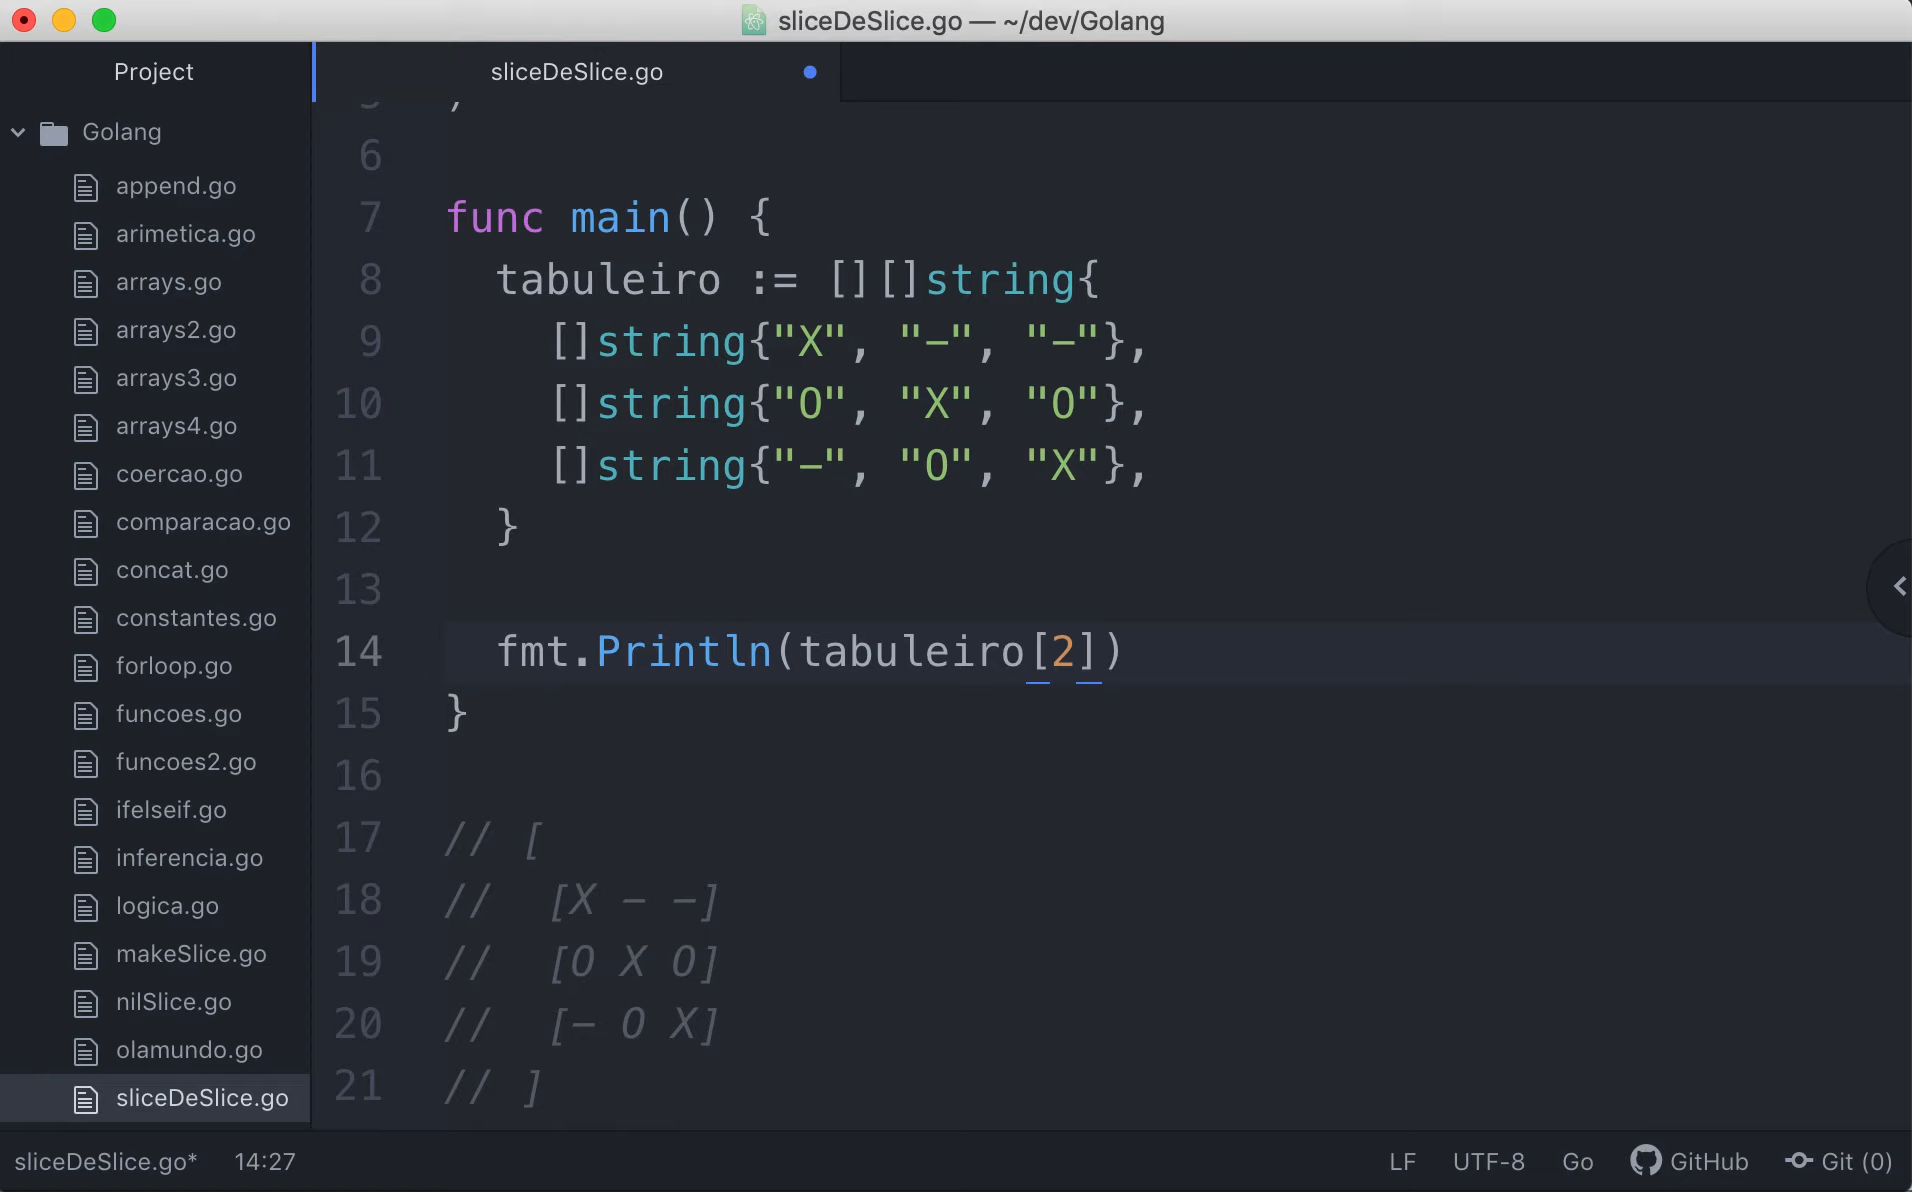 sliceDeSlice.go — ~/dev/Golang
Project
sliceDeSlice.go
Golang
append.go
arimetica.go
arrays.go
arrays2.go
arrays3.go
arrays4.go
coercao.go
comparacao.go
concat.go
constantes.go
forloop.go
funcoes.go
funcoes2.go
ifelseif.go
inferencia.go
logica.go
makeSlice.go
nilSlice.go
olamundo.go
sliceDeSlice.go
5 )
6
7 func main() {
8 tabuleiro := [][]string{
9 []string{"X", "-", "-"},
10 []string{"O", "X", "O"},
11 []string{"-", "O", "X"},
12 }
13
14 fmt.Println(tabuleiro[2])
15 }
16
17 // [
18 // [X - -]
19 // [O X O]
20 // [- O X]
21 // ]
sliceDeSlice.go* 14:27 LF UTF-8 Go GitHub Git (0)